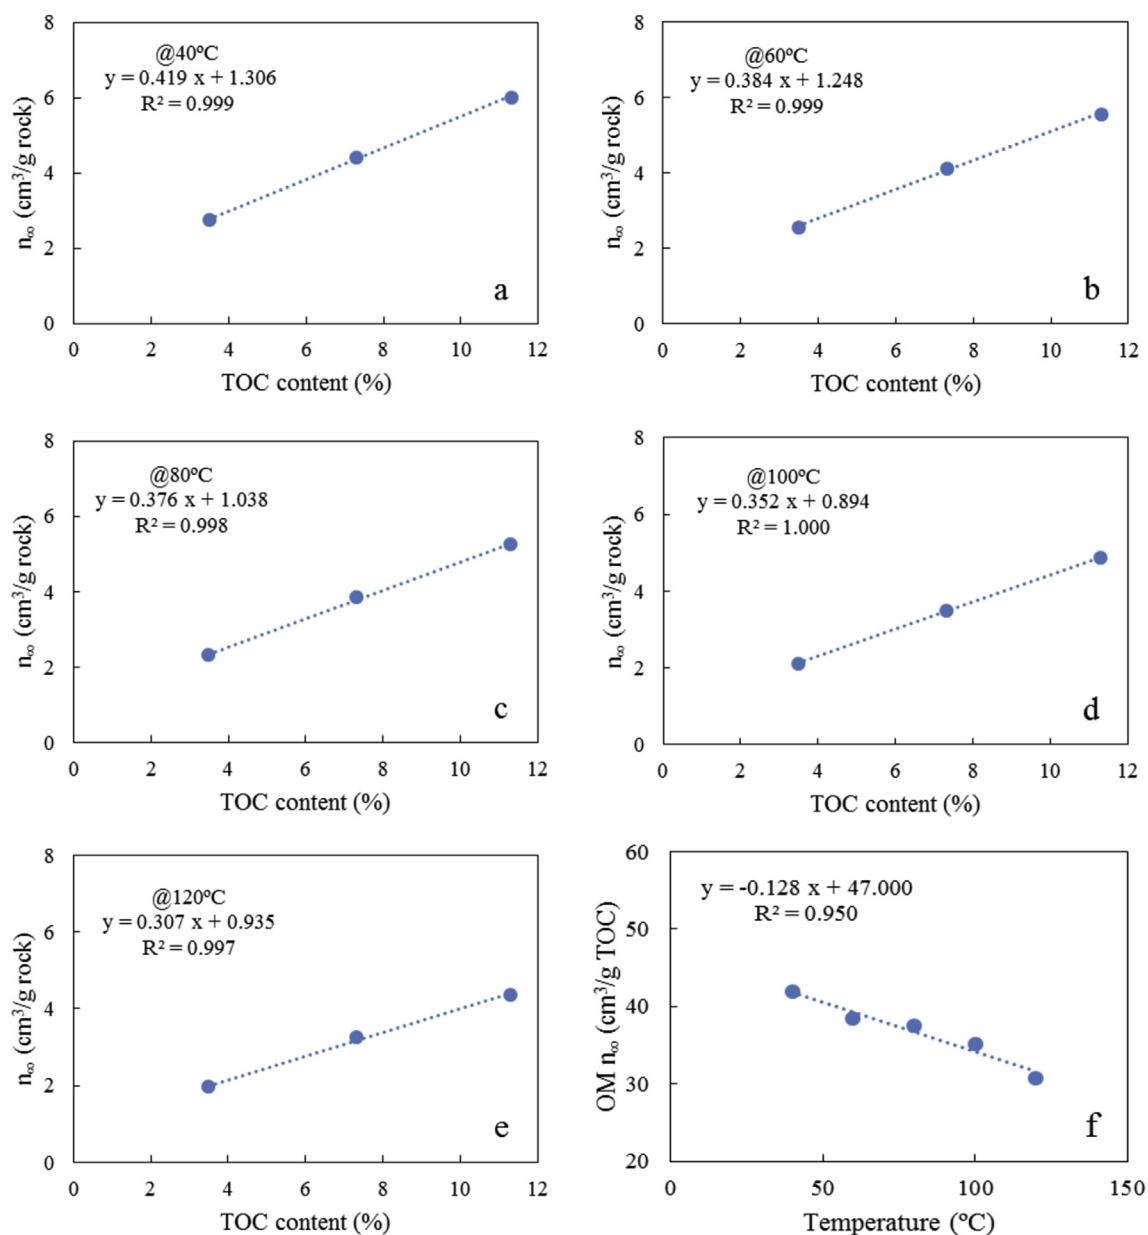 8
6
4
2
0
n∞ (cm³/g rock)
@40ºC
y = 0.419 x + 1.306
R² = 0.999
a
0 2 4 6 8 10 12
TOC content (%)
8
6
4
2
0
n∞ (cm³/g rock)
@60ºC
y = 0.384 x + 1.248
R² = 0.999
b
0 2 4 6 8 10 12
TOC content (%)
8
6
4
2
0
n∞ (cm³/g rock)
@80ºC
y = 0.376 x + 1.038
R² = 0.998
c
0 2 4 6 8 10 12
TOC content (%)
8
6
4
2
0
n∞ (cm³/g rock)
@100ºC
y = 0.352 x + 0.894
R² = 1.000
d
0 2 4 6 8 10 12
TOC content (%)
8
6
4
2
0
n∞ (cm³/g rock)
@120ºC
y = 0.307 x + 0.935
R² = 0.997
e
0 2 4 6 8 10 12
TOC content (%)
60
50
40
30
20
OM n∞ (cm³/g TOC)
y = -0.128 x + 47.000
R² = 0.950
f
0 50 100 150
Temperature (ºC)